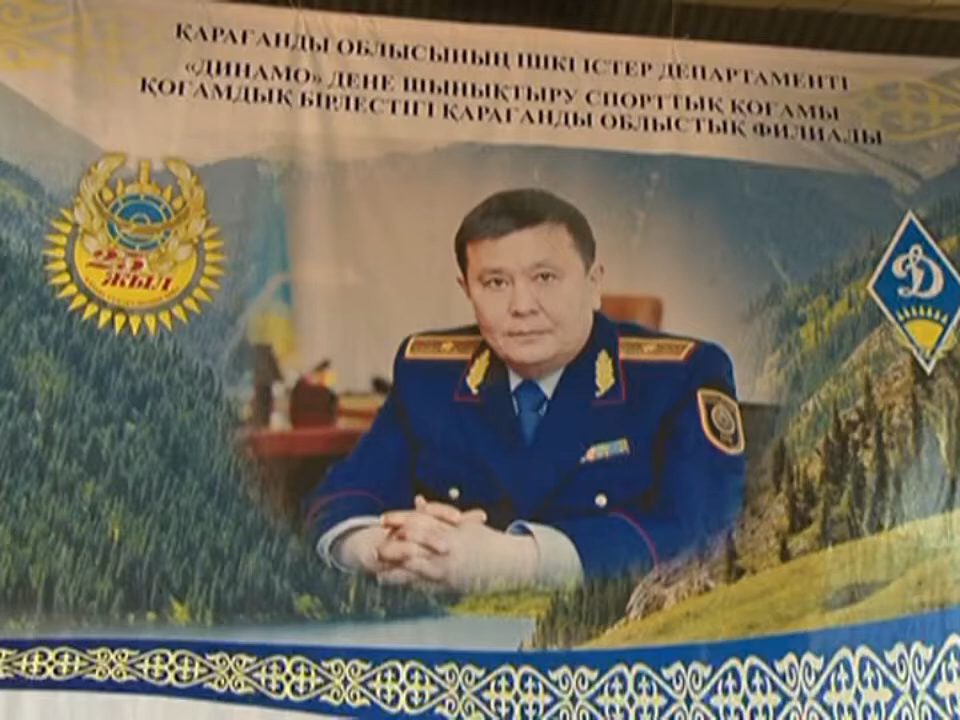 ҚАРАҒАНДЫ ОБЛЫСЫНЫҢ ІШКІ ІСТЕР ДЕПАРТАМЕНТІ
«ДИНАМО» ДЕНЕ ШЫНЫҚТЫРУ СПОРТТЫҚ ҚОҒАМЫ
ҚОҒАМДЫҚ БІРЛЕСТІГІ ҚАРАҒАНДЫ ОБЛЫСТЫҚ ФИЛИАЛЫ
25
ЖЫЛ
Д